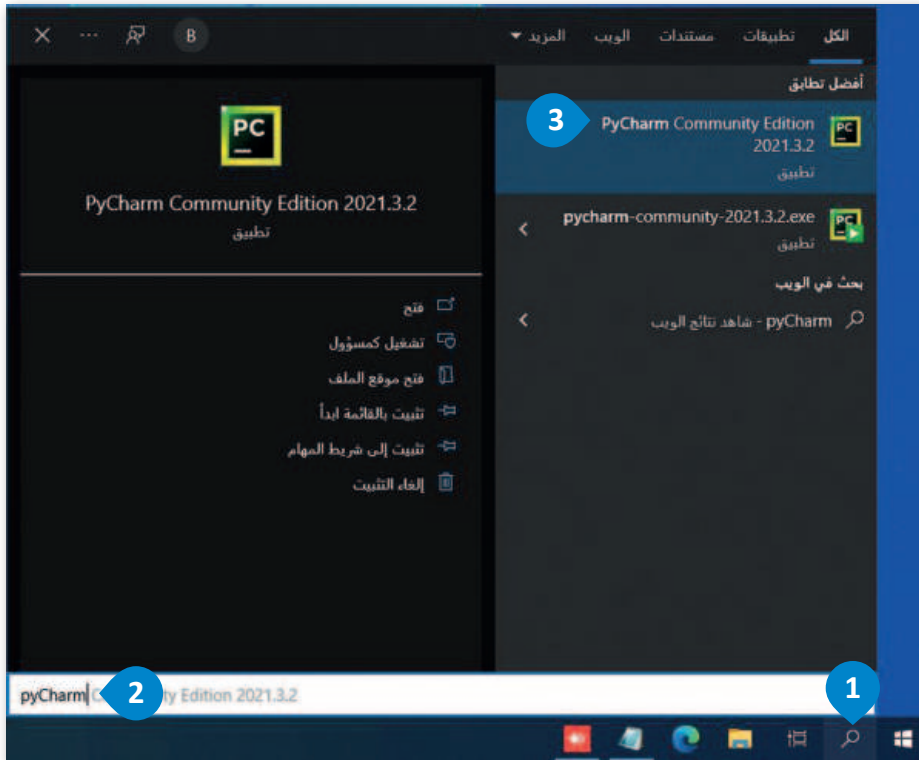 الكل تطبيقات مستندات الويب المزيد
B
أفضل تطابق
3
PyCharm Community Edition
2021.3.2
تطبيق
pycharm-community-2021.3.2.exe
تطبيق
بحث في الويب
pyCharm - شاهد نتائج الويب
PC
PyCharm Community Edition 2021.3.2
تطبيق
فتح
تشغيل كمسؤول
فتح موقع الملف
تثبيت بالقائمة ابدأ
تثبيت إلى شريط المهام
إلغاء التثبيت
pyCharm
2
ty Edition 2021.3.2
1